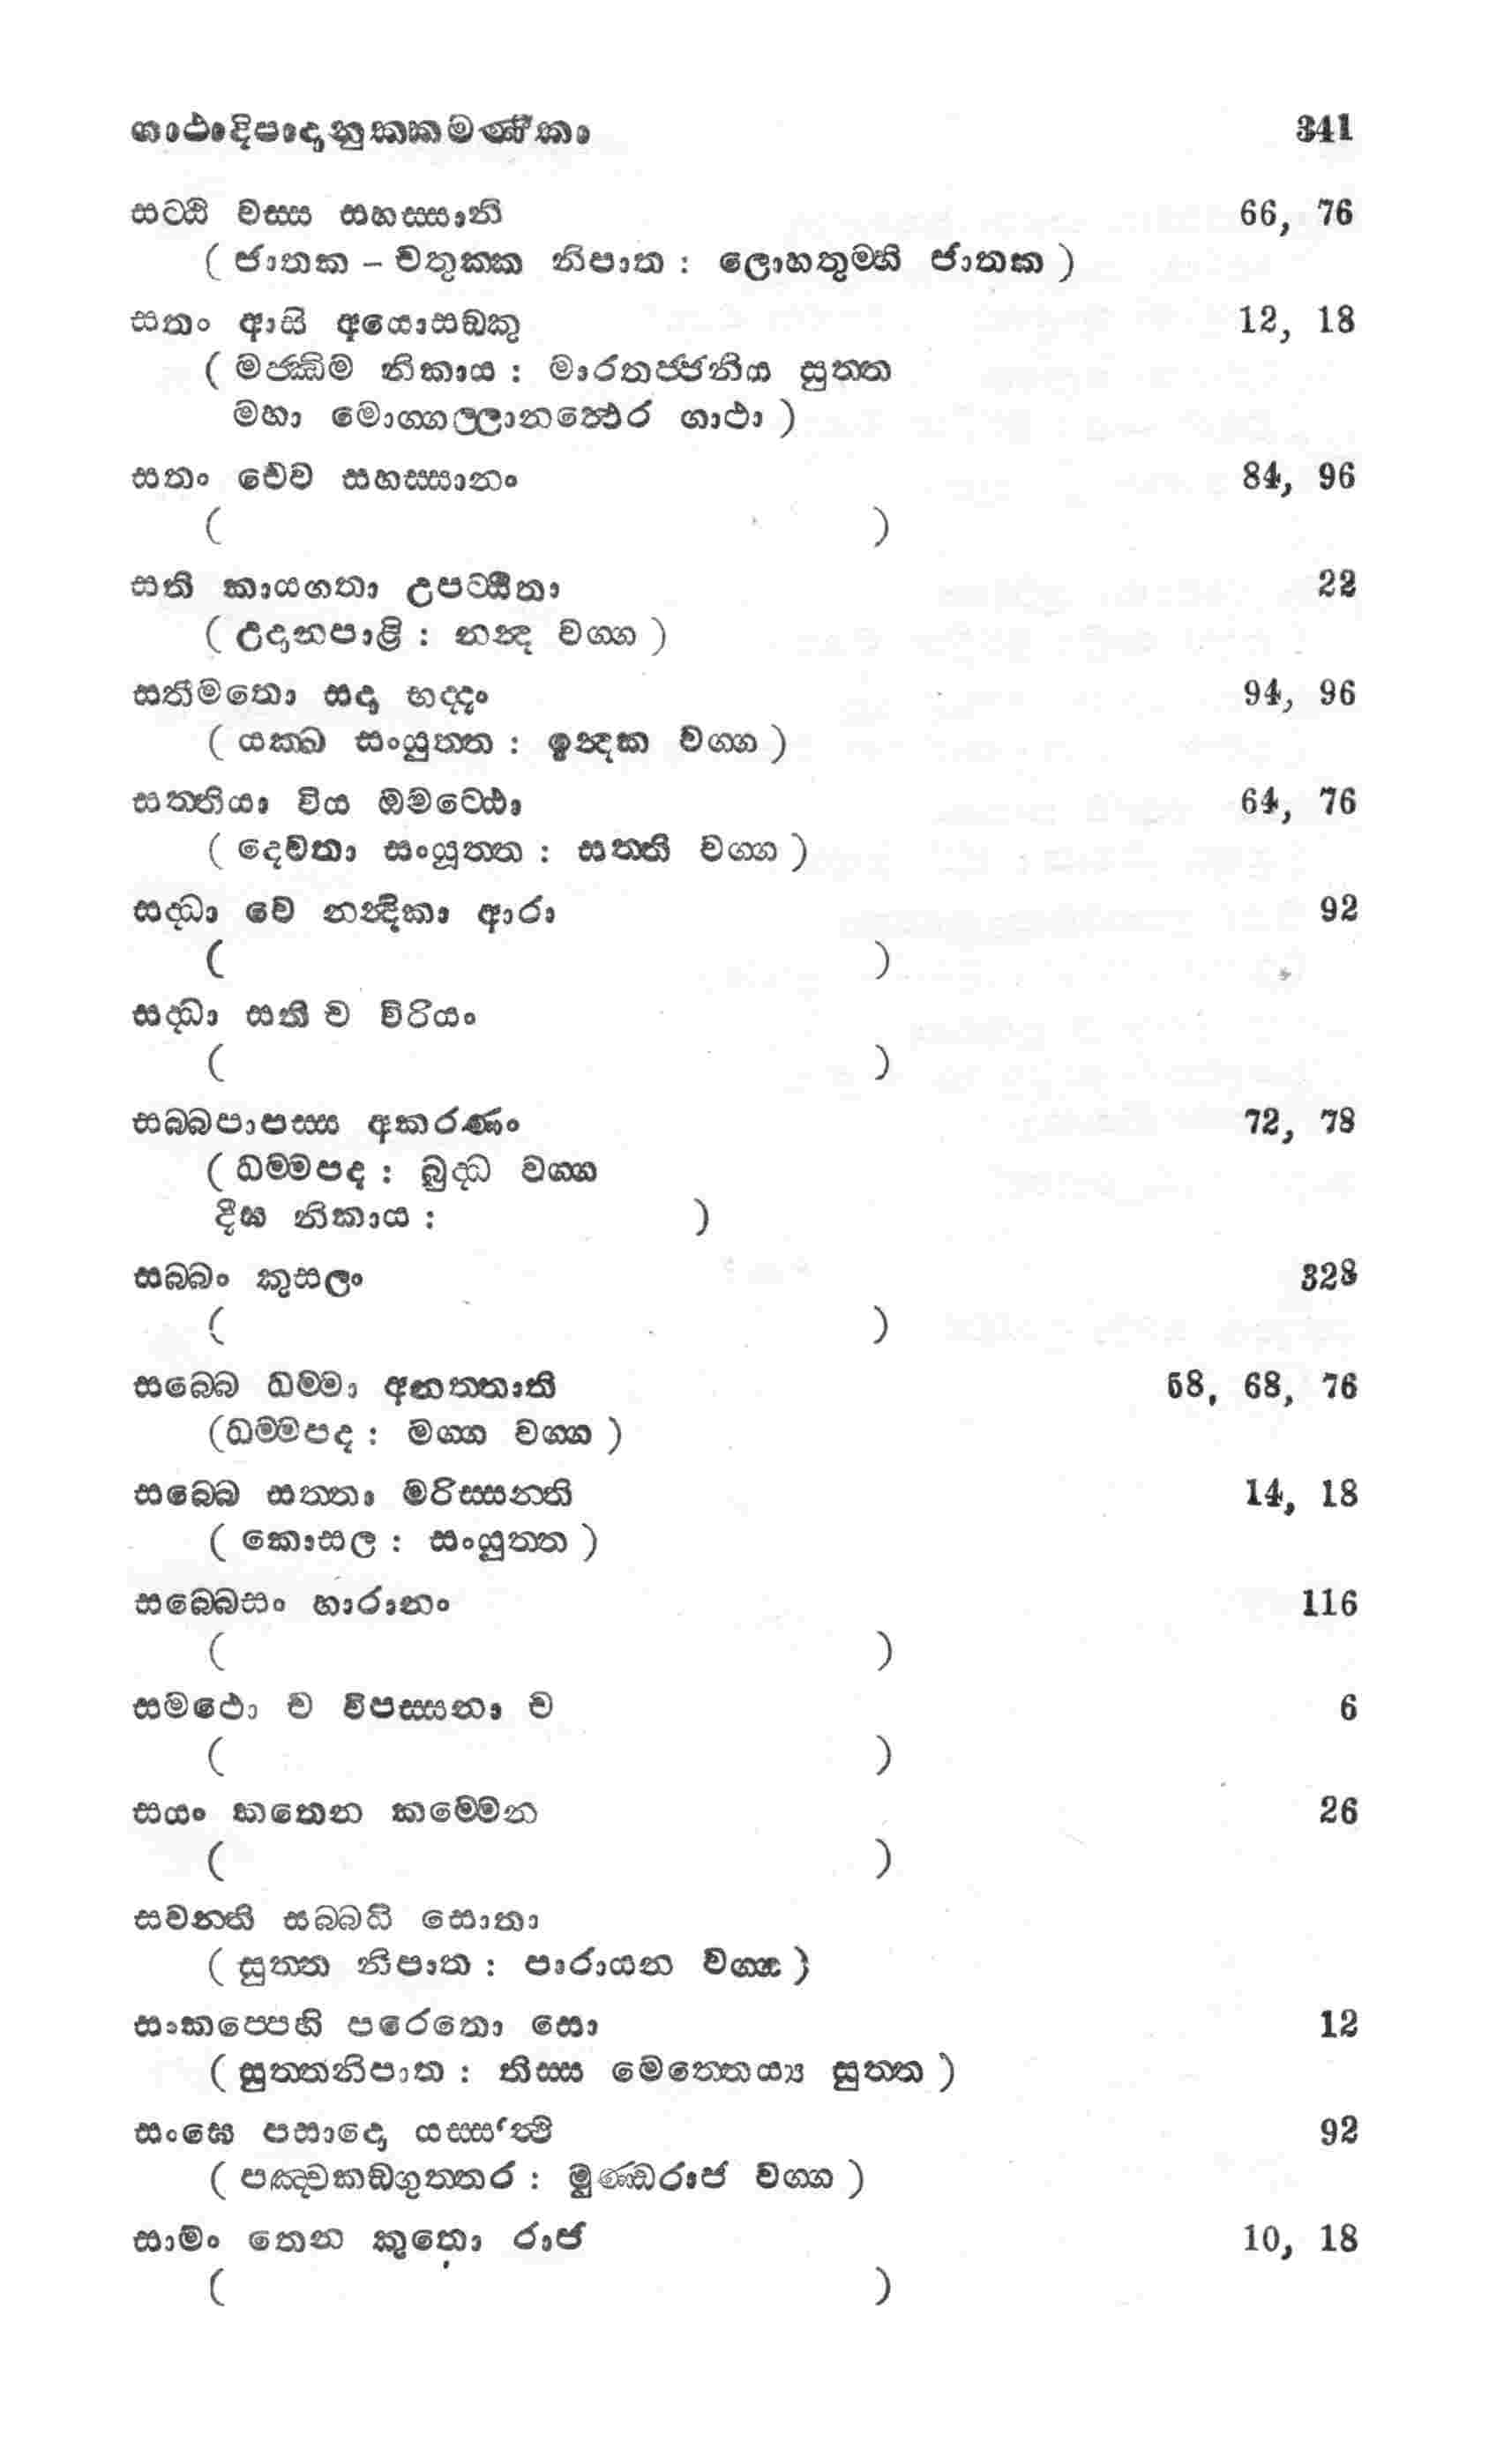 ගාථාදිපාදානුක්කමණිකා 341
සට්ඨි වස්ස සහස්සානි 66, 76
( ජාතක – චතුක්ක නිපාත : ලොහකුම්භි ජාතක )
සතං ආසි අයොසඞ්කු 12, 18
( මජ්ඣිම නිකාය : මාරතජ්ජනීය සුත්ත
මහා මොග්ගල්ලානත්ථෙර ගාථා )
සතං චෙව සහස්සානං 84, 96
( )
සති කායගතා උපට්ඨිතා 22
( උදානපාළි : නන්ද වග්ග )
සතීමතො සදා භද්දං 94, 96
( යක්ඛ සංයුත්ත : ඉන්දක වග්ග )
සත්තියා විය ඔමට්ඨො 64, 76
( දෙවතා සංයුත්ත : සත්ති වග්ග )
සද්ධා වෙ නන්දිකා ආරා 92
( )
සද්ධා සති ච විරියං
( )
සබ්බපාපස්ස අකරණං 72, 78
( ධම්මපද : බුද්ධ වග්ග
දීඝ නිකාය : )
සබ්බං කුසලං 328
( )
සබ්බෙ ධම්මා අනත්තාති 58, 68, 76
(ධම්මපද : මග්ග වග්ග )
සබ්බෙ සත්තා මරිස්සන්ති 14, 18
( කොසල : සංයුත්ත )
සබ්බෙසං හාරානං 116
( )
සමථො ච විපස්සනා ච 6
( )
සයං කතෙන කම්මෙන 26
( )
සවන්ති සබ්බධි සොතා
( සුත්ත නිපාත : පාරායන වග්ග )
සංකප්පෙහි පරෙතො සො 12
( සුත්තනිපාත : තිස්ස මෙත්තෙය්‍ය සුත්ත )
සංඝෙ පසාදො යස්ස‘ත්ථි 92
( පඤ්චකඞ්ගුත්තර : මුණ්ඩරාජ වග්ග )
සාමං තෙන කුතො රාජ 10, 18
( )